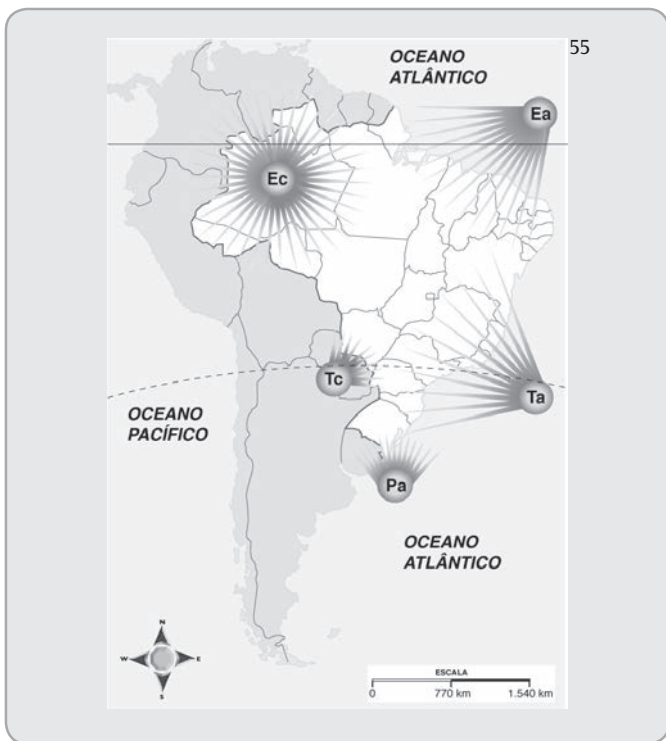 55
OCEANO
ATLÂNTICO
Ea
Ec
Tc
Ta
OCEANO
PACÍFICO
Pa
OCEANO
ATLÂNTICO
N
W
E
S
ESCALA
0 770 km 1.540 km